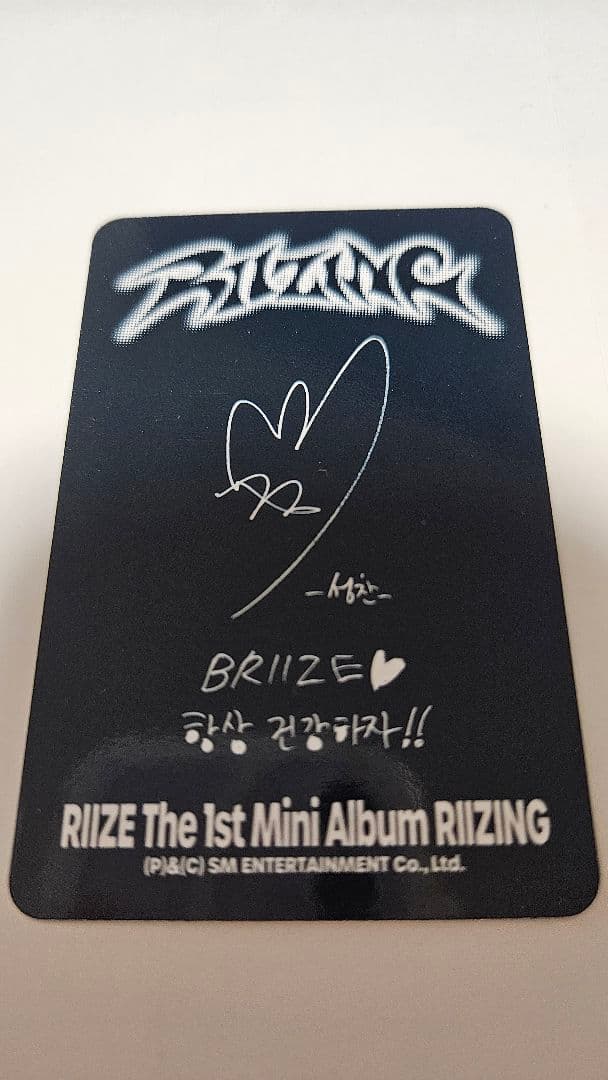 RIIZING
-성찬-
BRIIZE♥
항상 건강하자!!
RIIZE The 1st Mini Album RIIZING
(P)&(C) SM ENTERTAINMENT Co., Ltd.